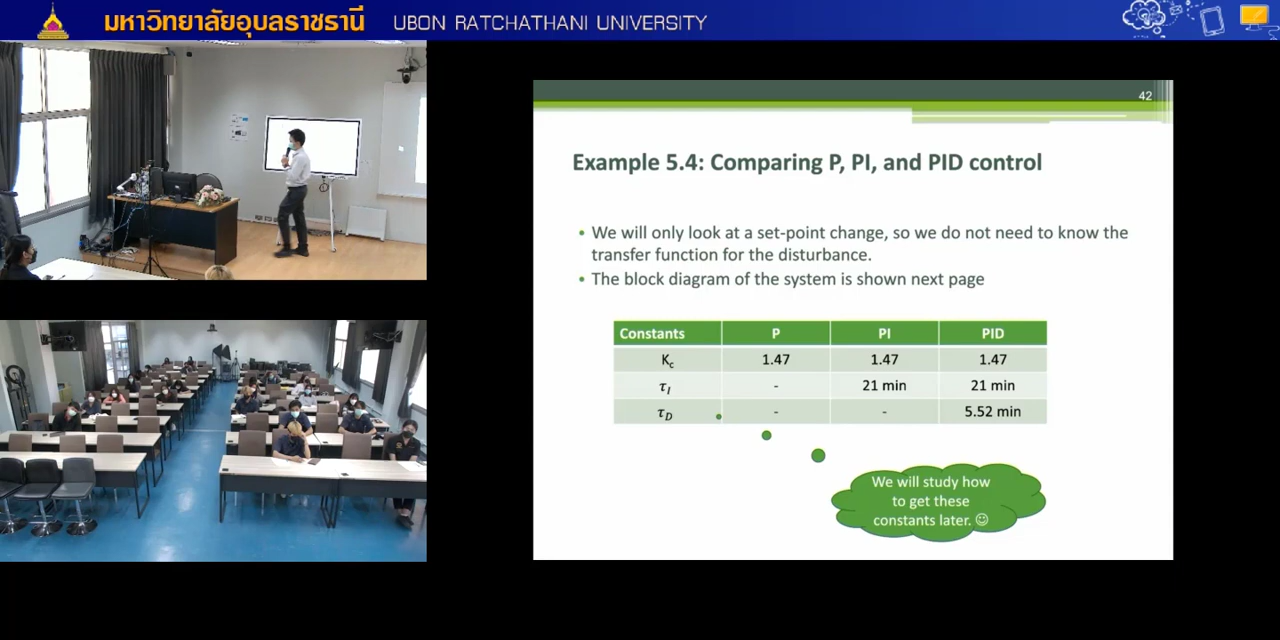 มหาวิทยาลัยอุบลราชธานี UBON RATCHATHANI UNIVERSITY
42
Example 5.4: Comparing P, PI, and PID control
• We will only look at a set-point change, so we do not need to know the
transfer function for the disturbance.
• The block diagram of the system is shown next page
Constants P PI PID
K_c 1.47 1.47 1.47
τ_I - 21 min 21 min
τ_D - - 5.52 min
We will study how
to get these
constants later. ☺